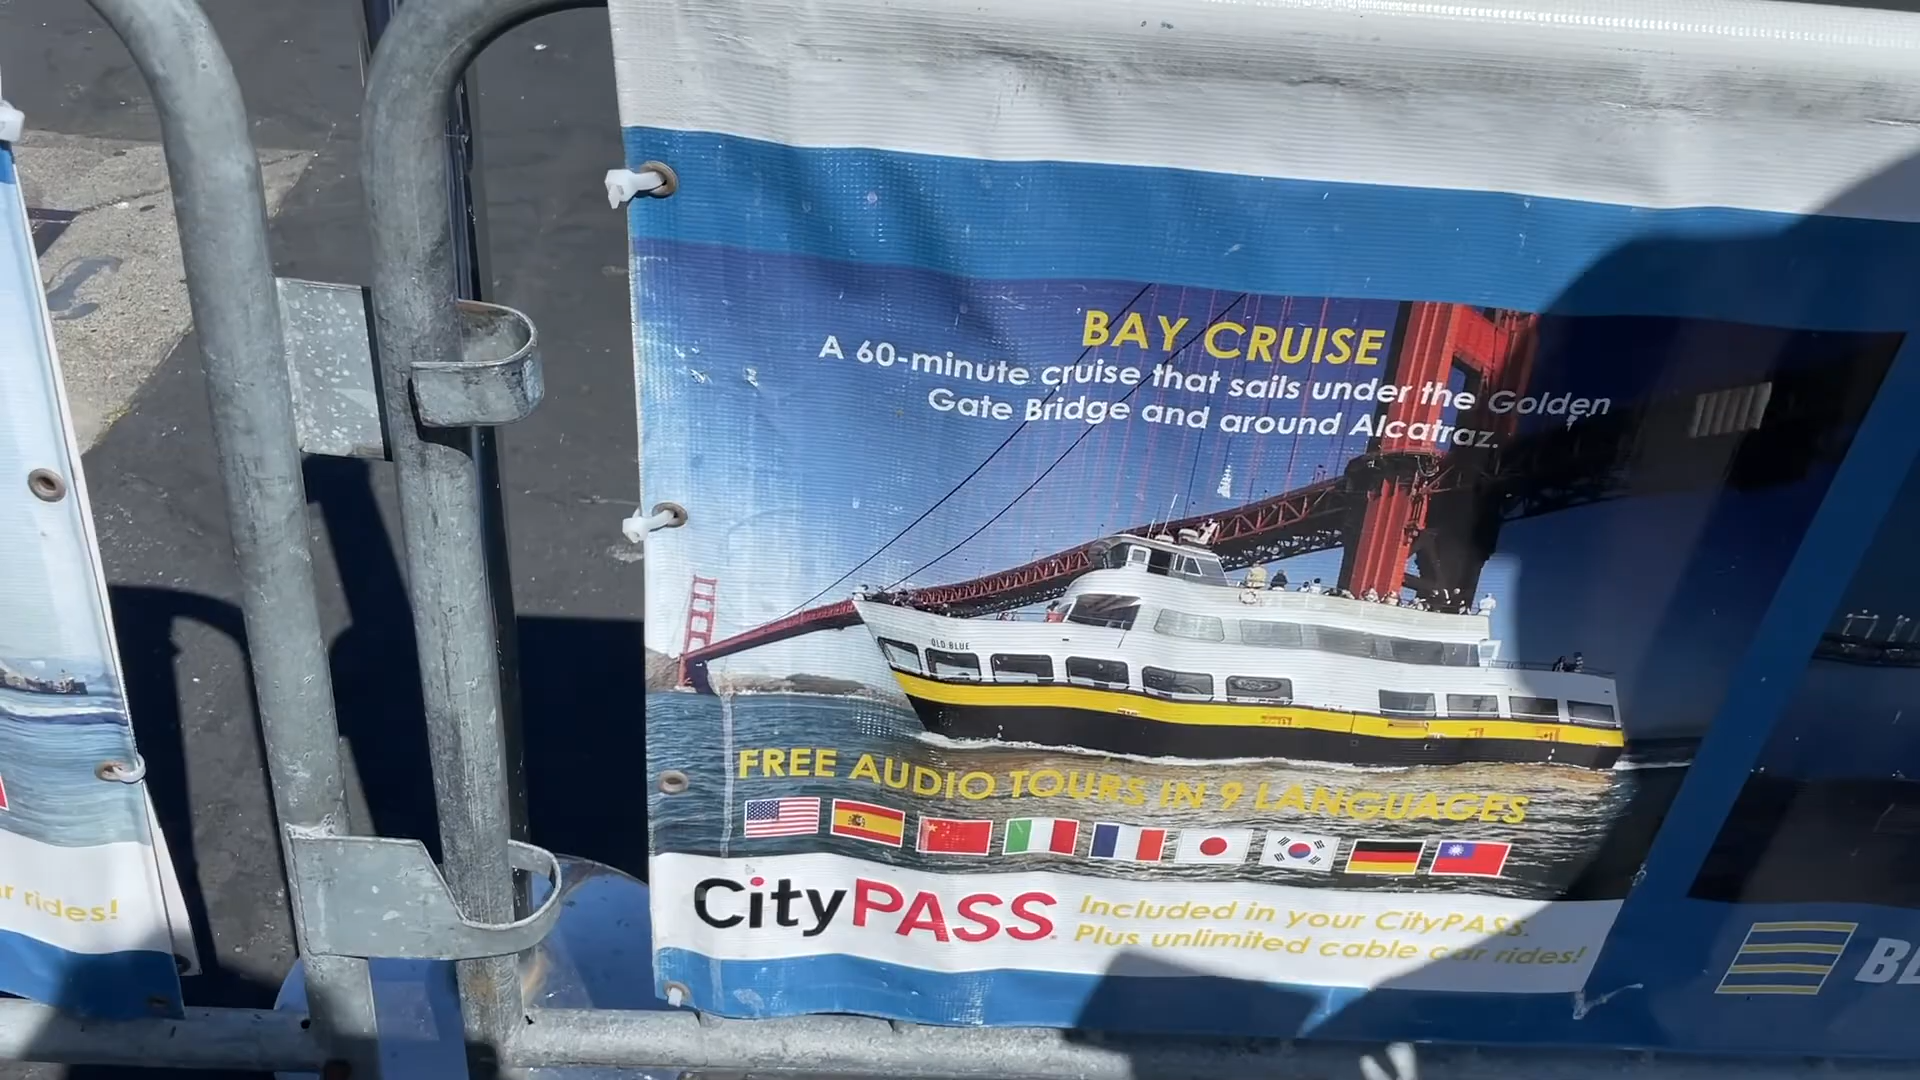 BAY CRUISE
A 60-minute cruise that sails under the Golden
Gate Bridge and around Alcatraz.
OLD BLUE
FREE AUDIO TOURS IN 9 LANGUAGES
CityPASS
Included in your CityPASS.
Plus unlimited cable car rides!
rides!